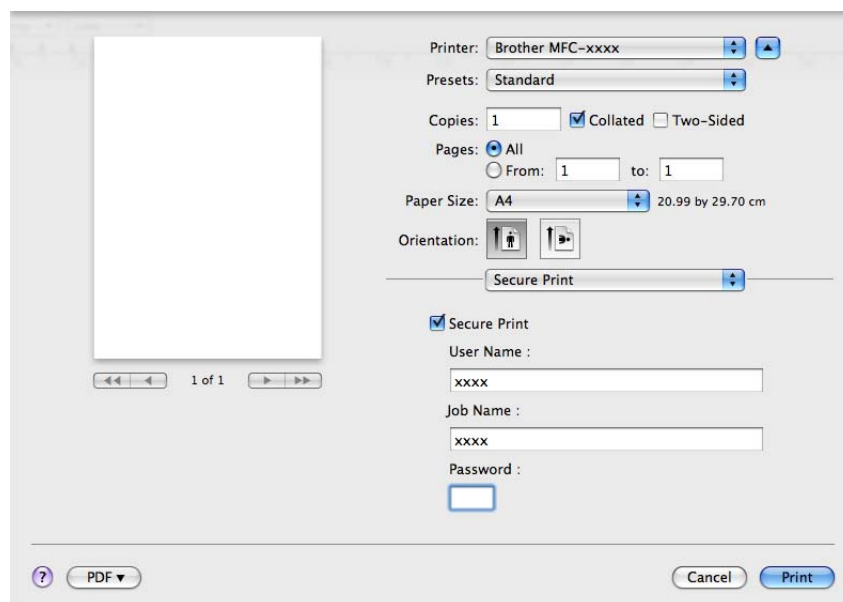 Printer: Brother MFC-xxxx
Presets: Standard
Copies: 1 Collated Two-Sided
Pages: All
From: 1 to: 1
Paper Size: A4 20.99 by 29.70 cm
Orientation:
Secure Print
Secure Print
User Name :
xxxx
Job Name :
xxxx
Password :
1 of 1
? PDF Cancel Print